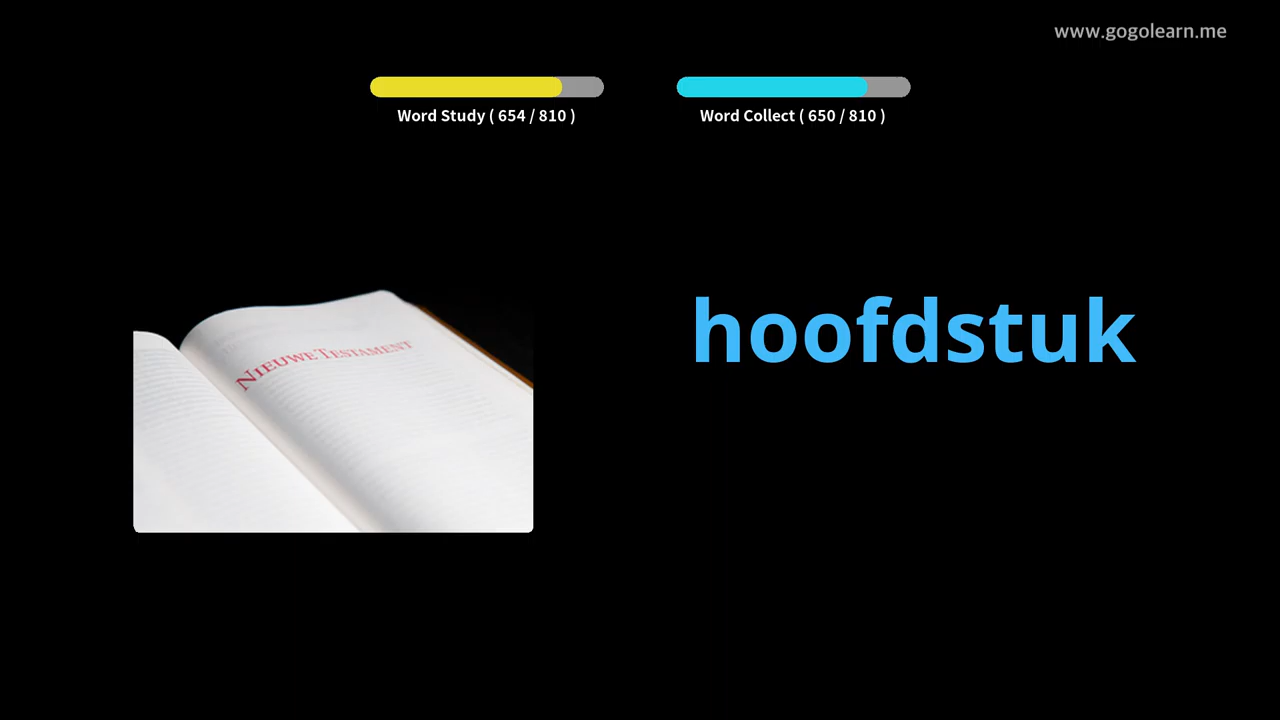 www.gogolearn.me
Word Study ( 654 / 810 )
Word Collect ( 650 / 810 )
NIEUWE TESTAMENT
hoofdstuk